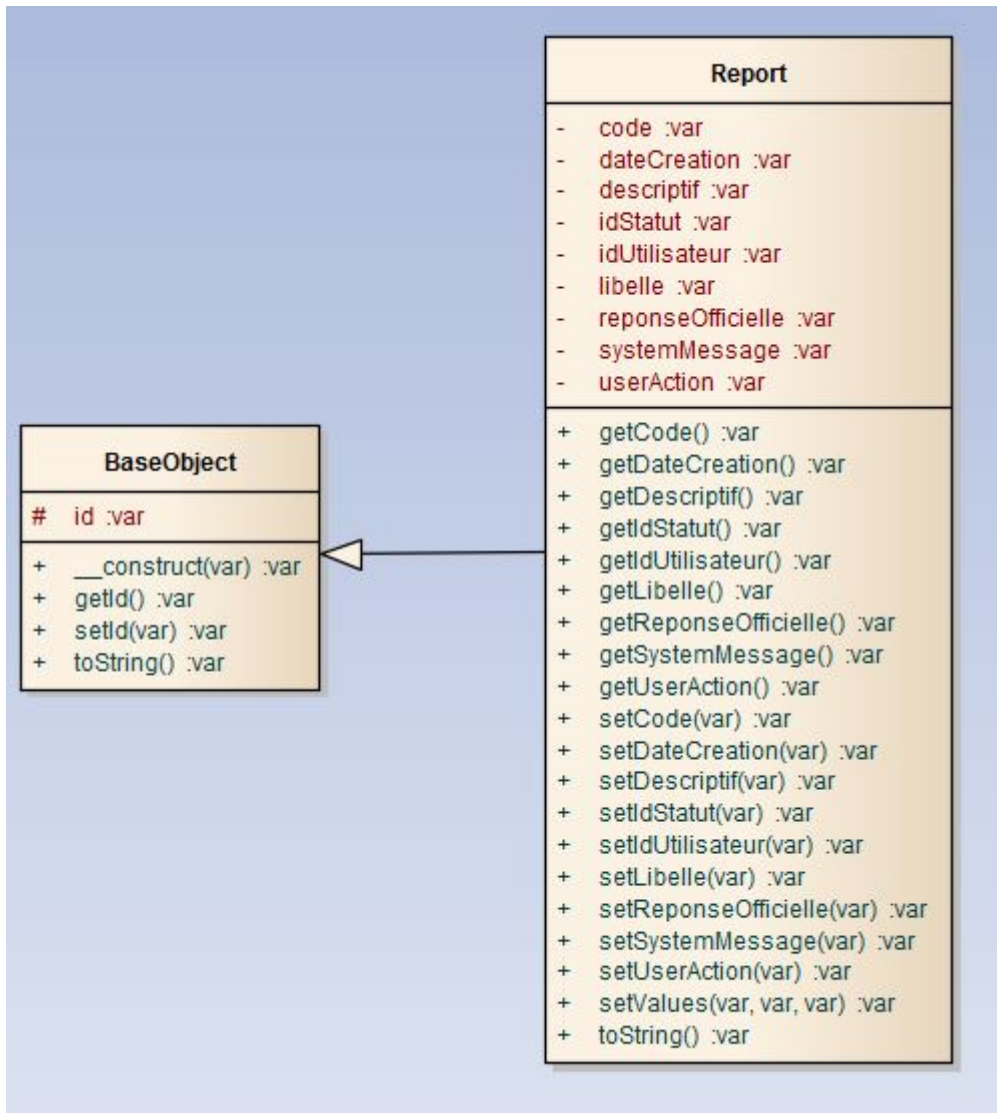 Report
- code :var
- dateCreation :var
- descriptif :var
- idStatut :var
- idUtilisateur :var
- libelle :var
- reponseOfficielle :var
- systemMessage :var
- userAction :var
+ getCode() :var
+ getDateCreation() :var
+ getDescriptif() :var
+ getIdStatut() :var
+ getIdUtilisateur() :var
+ getLibelle() :var
+ getReponseOfficielle() :var
+ getSystemMessage() :var
+ getUserAction() :var
+ setCode(var) :var
+ setDateCreation(var) :var
+ setDescriptif(var) :var
+ setIdStatut(var) :var
+ setIdUtilisateur(var) :var
+ setLibelle(var) :var
+ setReponseOfficielle(var) :var
+ setSystemMessage(var) :var
+ setUserAction(var) :var
+ setValues(var, var, var) :var
+ toString() :var
BaseObject
# id :var
+ __construct(var) :var
+ getId() :var
+ setId(var) :var
+ toString() :var